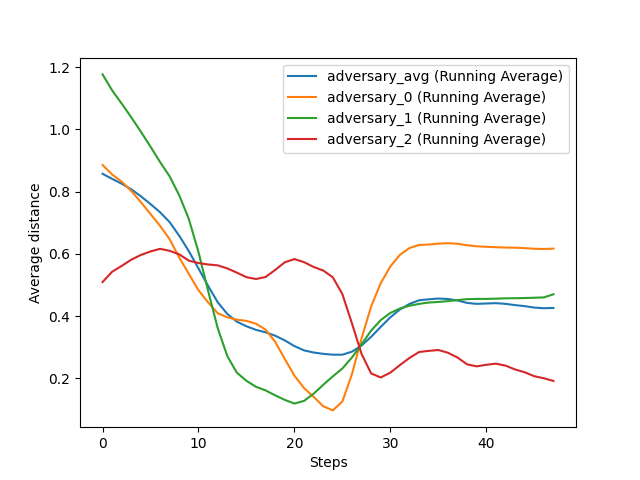 adversary_avg (Running Average)
adversary_0 (Running Average)
adversary_1 (Running Average)
adversary_2 (Running Average)
1.2
1.0
0.8
0.6
0.4
0.2
Average distance
0
10
20
30
40
Steps